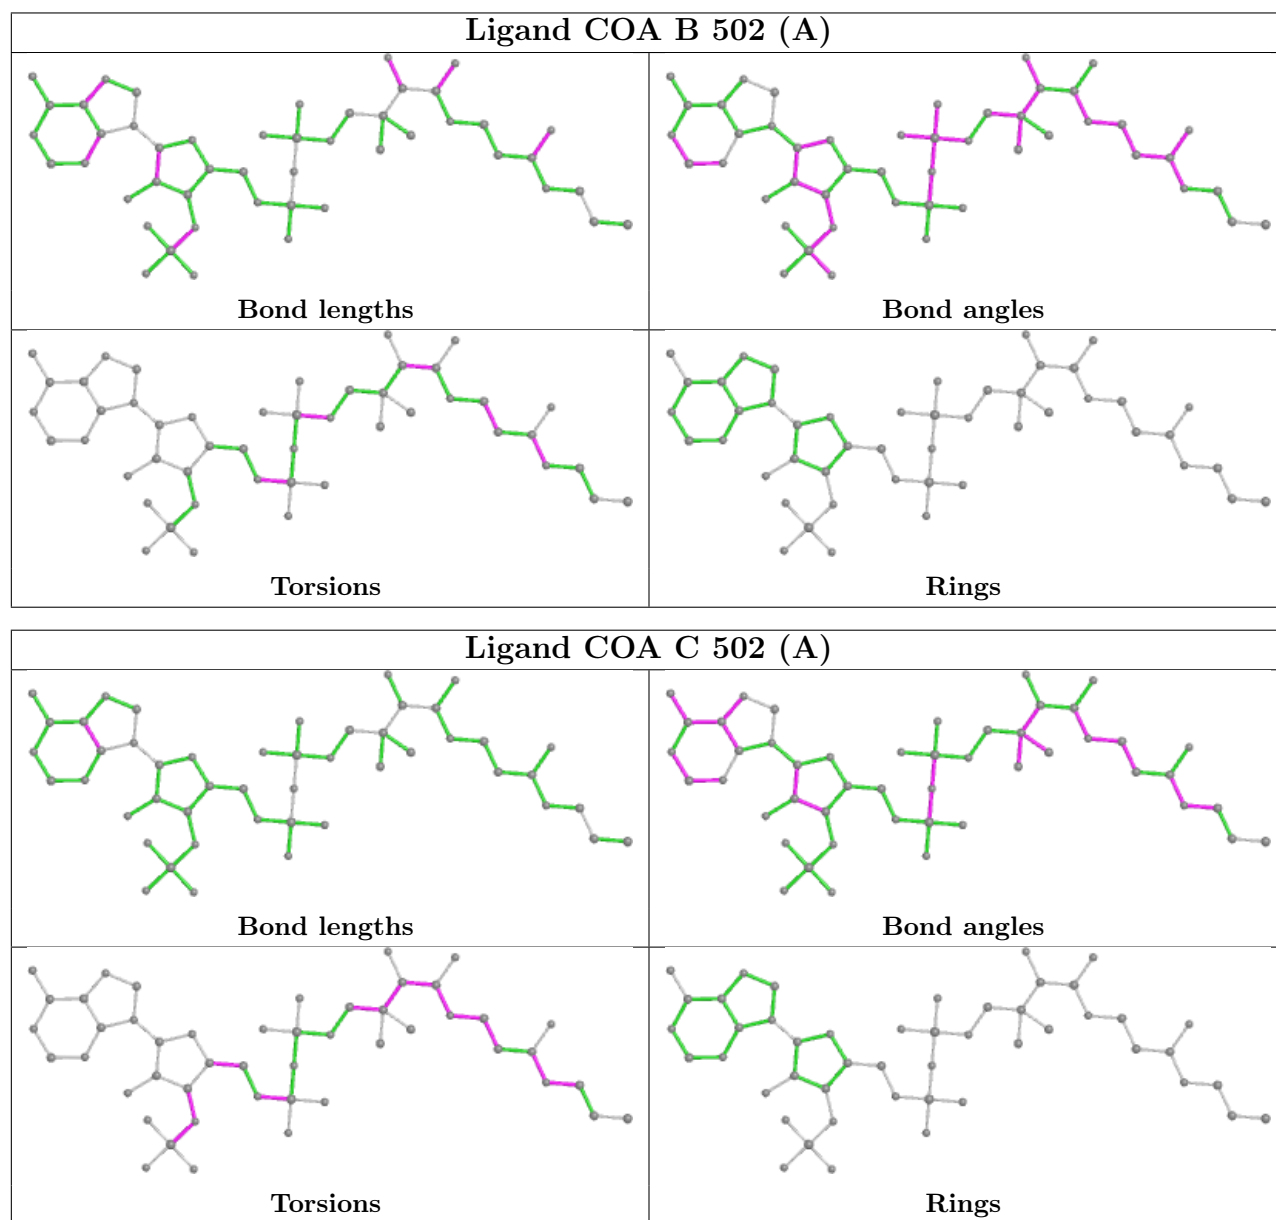 Ligand COA B 502 (A)
Bond lengths
Bond angles
Torsions
Rings
Ligand COA C 502 (A)
Bond lengths
Bond angles
Torsions
Rings